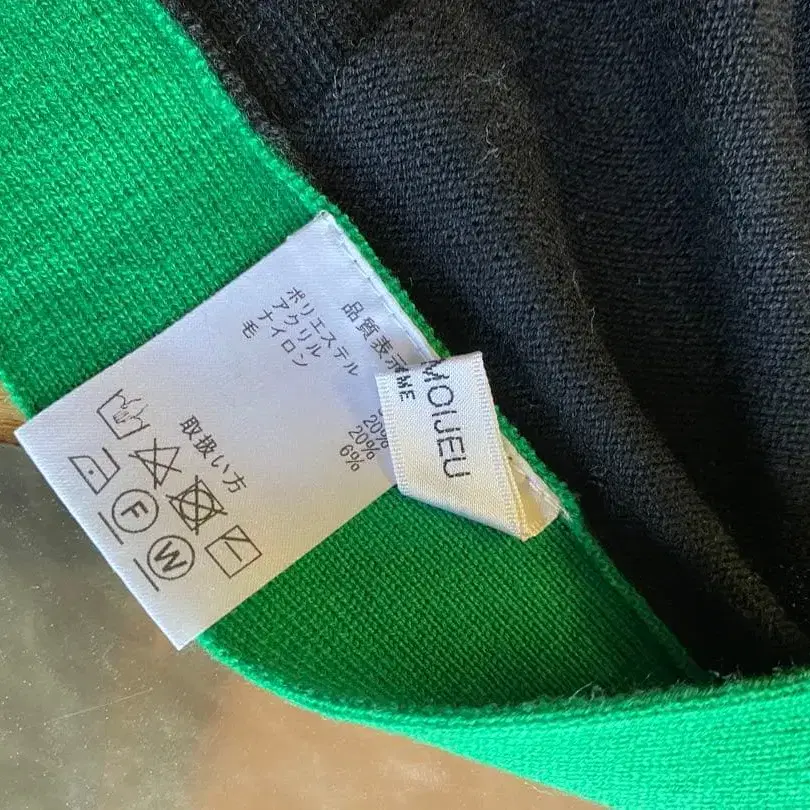 品質表示
ポリエステル
アクリル 20%
ナイロン 20%
毛 6%
取扱い方
F
W
MOIJEU
ME